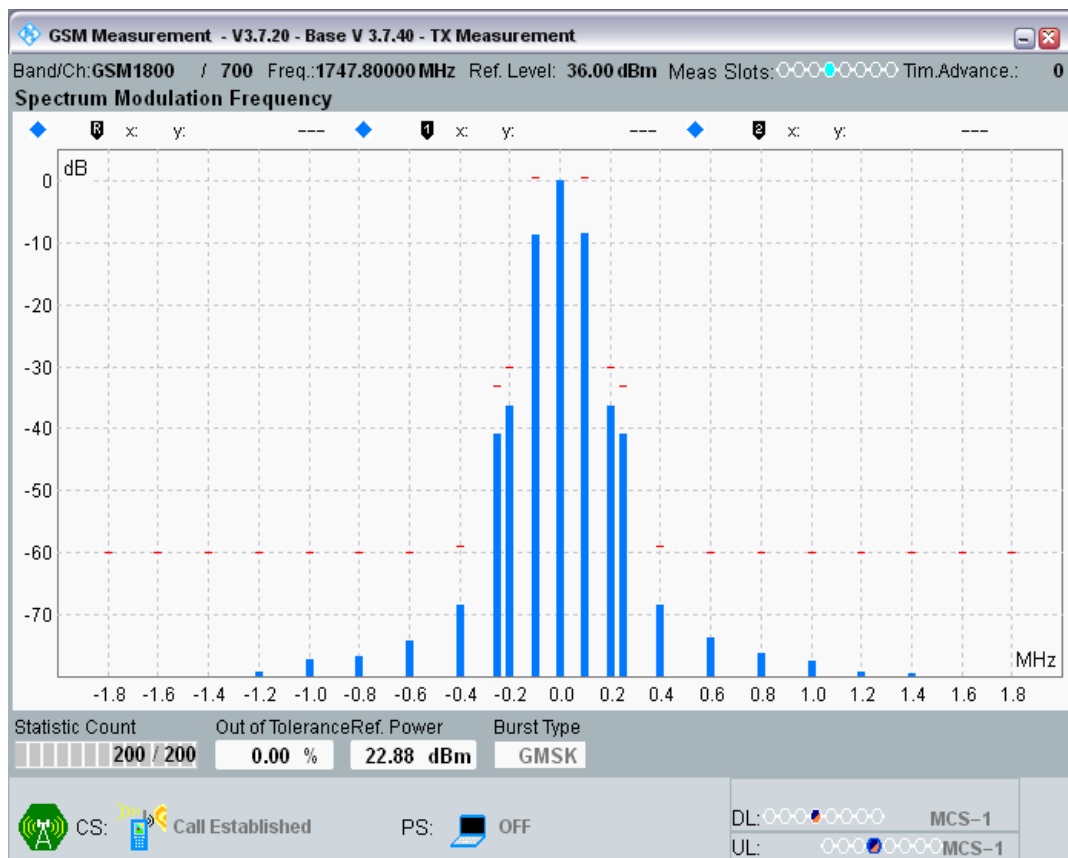 GSM Measurement - V3.7.20 - Base V 3.7.40 - TX Measurement
Band/Ch:GSM1800 / 700 Freq.:1747.80000 MHz Ref. Level: 36.00 dBm Meas Slots: Tim.Advance.: 0
Spectrum Modulation Frequency
R x: y: --- 1 x: y: --- 2 x: y: ---
dB
0
-10
-20
-30
-40
-50
-60
-70
MHz
-1.8 -1.6 -1.4 -1.2 -1.0 -0.8 -0.6 -0.4 -0.2 0.0 0.2 0.4 0.6 0.8 1.0 1.2 1.4 1.6 1.8
Statistic Count Out of Tolerance Ref. Power Burst Type
200 / 200 0.00 % 22.88 dBm GMSK
CS: Call Established PS: OFF
DL: MCS-1
UL: MCS-1